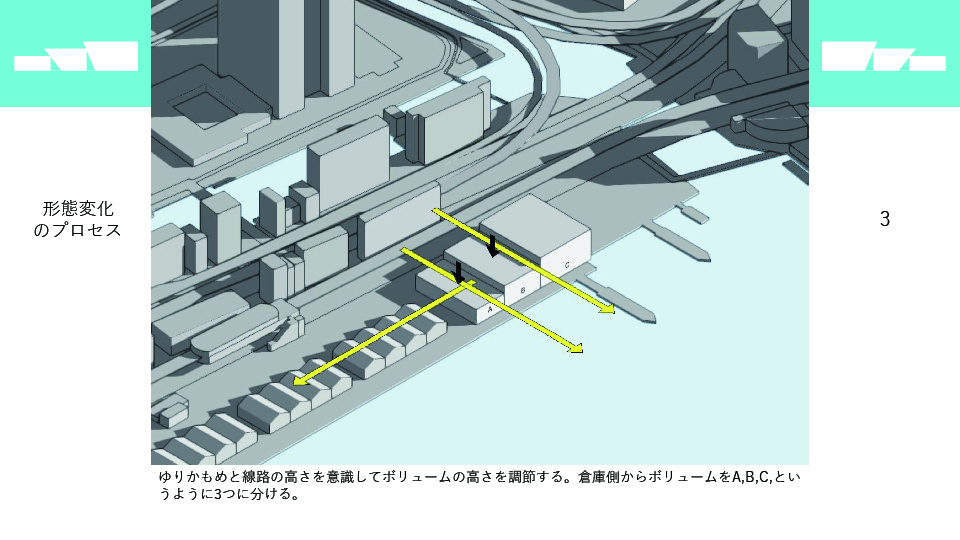 形態変化
のプロセス
3
A
B
C
ゆりかもめと線路の高さを意識してボリュームの高さを調節する。倉庫側からボリュームをA,B,C,とい
うように3つに分ける。